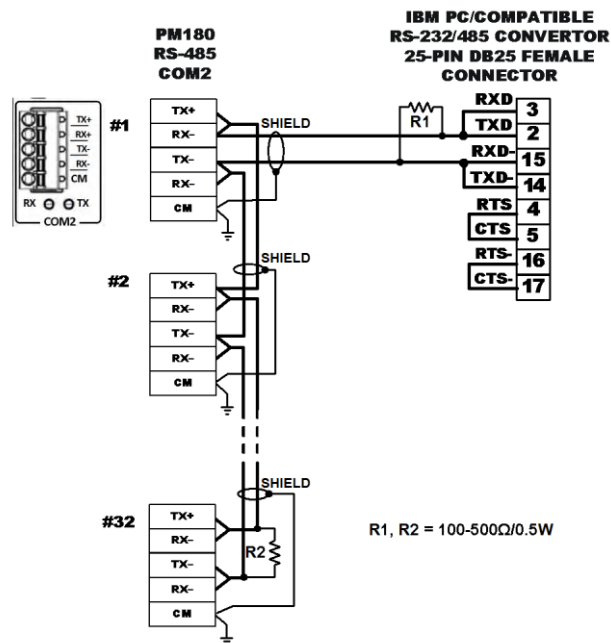 IBM PC/COMPATIBLE
RS-232/485 CONVERTOR
25-PIN DB25 FEMALE
CONNECTOR
PM180
RS-485
COM2
#1
TX+
RX+
TX-
RX-
CM
RX
TX
COM2
TX+
RX–
TX–
RX–
CM
SHIELD
R1
RXD
3
TXD
2
RXD-
15
TXD-
14
RTS
4
CTS
5
RTS-
16
CTS-
17
#2
SHIELD
TX+
RX–
TX–
RX–
CM
#32
SHIELD
TX+
RX–
TX–
RX–
CM
R2
R1, R2 = 100-500Ω/0.5W